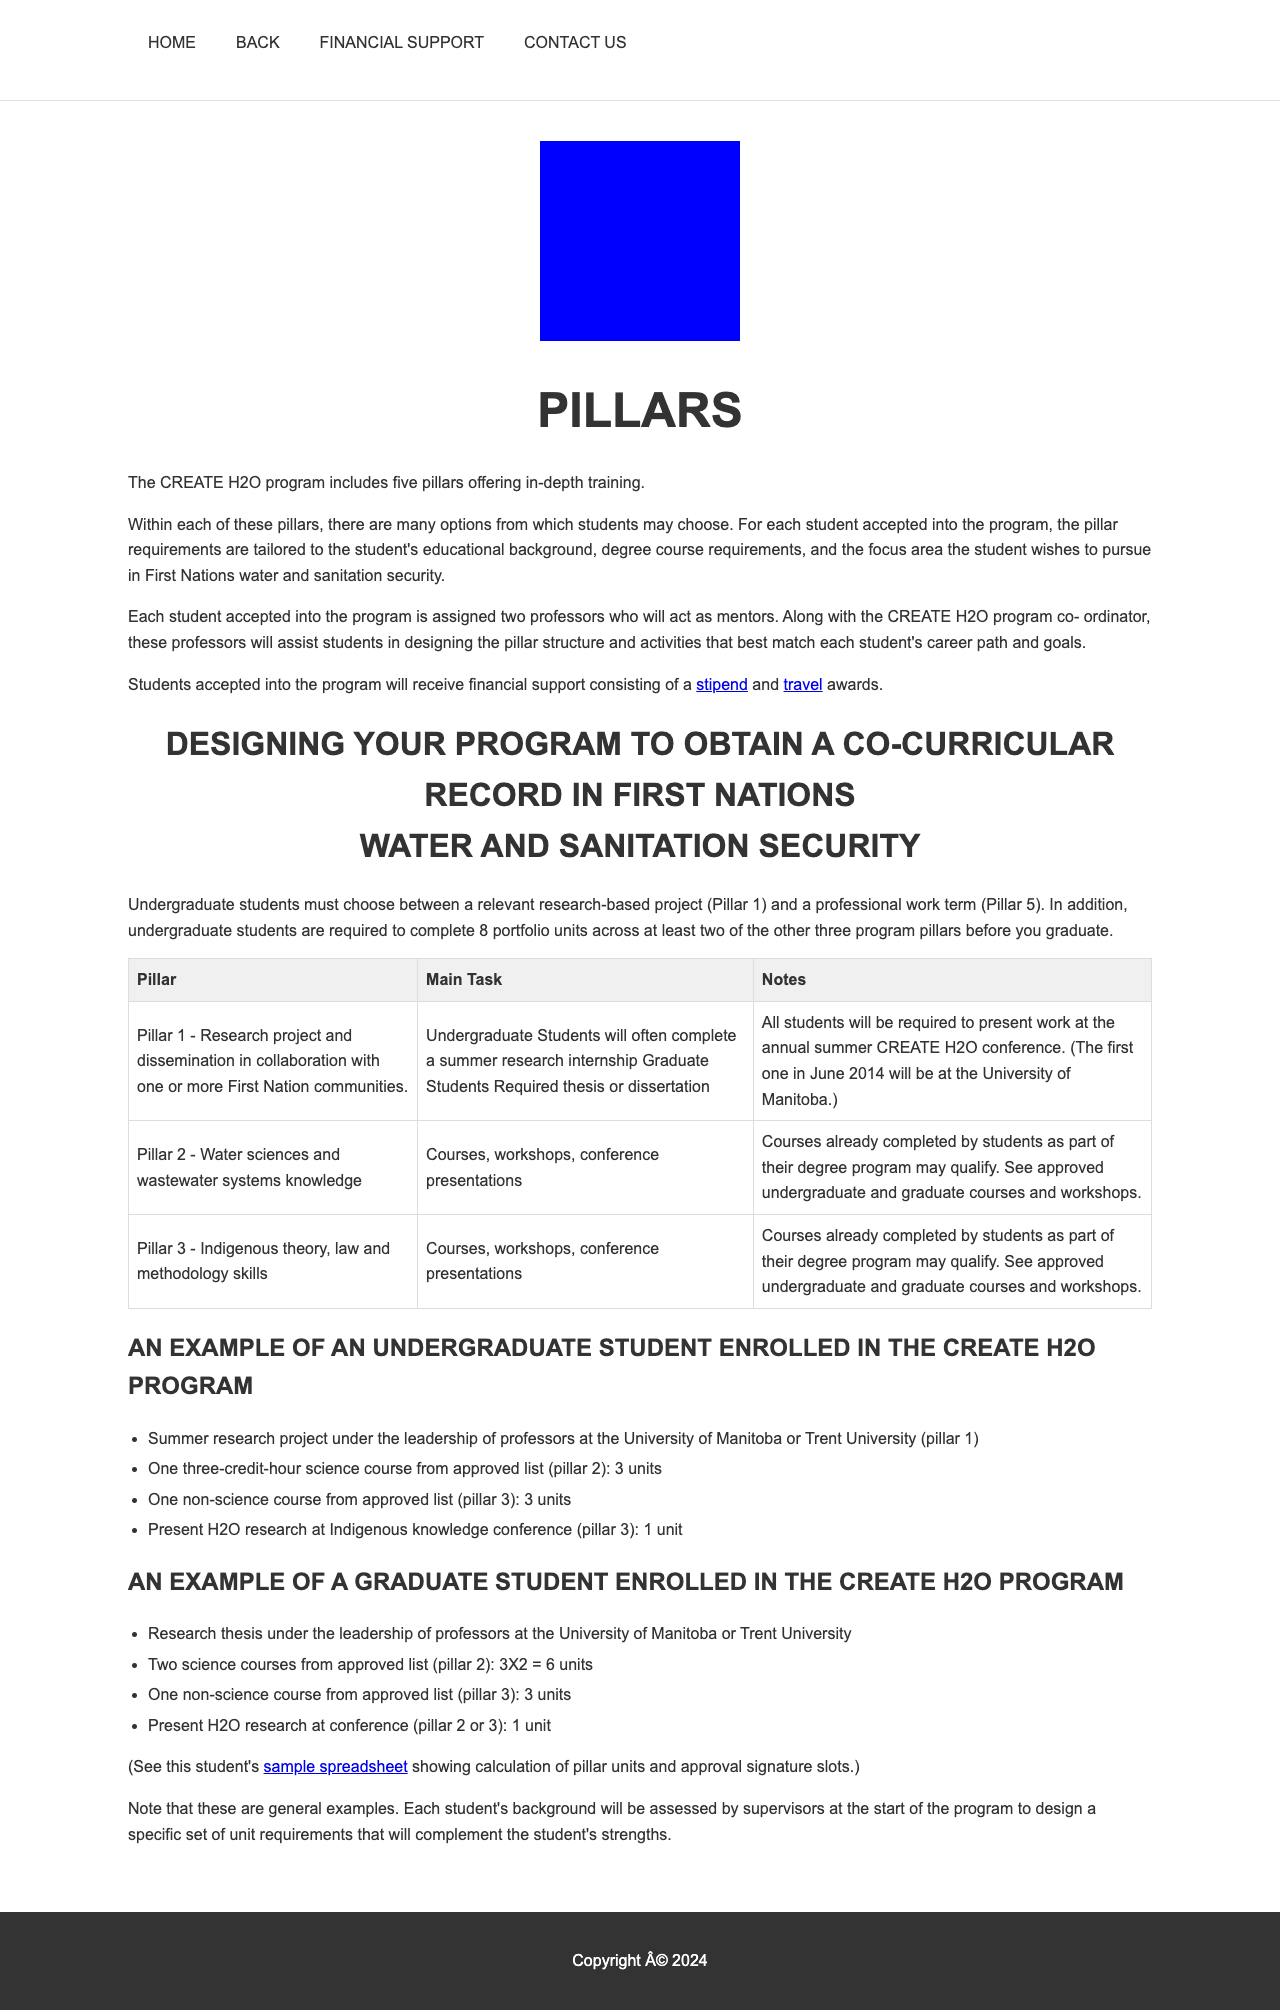 HOME BACK FINANCIAL SUPPORT CONTACT US
PILLARS
The CREATE H2O program includes five pillars offering in-depth training.
Within each of these pillars, there are many options from which students may choose. For each student accepted into the program, the pillar
requirements are tailored to the student's educational background, degree course requirements, and the focus area the student wishes to pursue
in First Nations water and sanitation security.
Each student accepted into the program is assigned two professors who will act as mentors. Along with the CREATE H2O program co- ordinator,
these professors will assist students in designing the pillar structure and activities that best match each student's career path and goals.
Students accepted into the program will receive financial support consisting of a stipend and travel awards.
DESIGNING YOUR PROGRAM TO OBTAIN A CO-CURRICULAR
RECORD IN FIRST NATIONS
WATER AND SANITATION SECURITY
Undergraduate students must choose between a relevant research-based project (Pillar 1) and a professional work term (Pillar 5). In addition,
undergraduate students are required to complete 8 portfolio units across at least two of the other three program pillars before you graduate.
Pillar
Main Task
Notes
Pillar 1 - Research project and
dissemination in collaboration with
one or more First Nation communities.
Undergraduate Students will often complete
a summer research internship Graduate
Students Required thesis or dissertation
All students will be required to present work at the
annual summer CREATE H2O conference. (The first
one in June 2014 will be at the University of
Manitoba.)
Pillar 2 - Water sciences and
wastewater systems knowledge
Courses, workshops, conference
presentations
Courses already completed by students as part of
their degree program may qualify. See approved
undergraduate and graduate courses and workshops.
Pillar 3 - Indigenous theory, law and
methodology skills
Courses, workshops, conference
presentations
Courses already completed by students as part of
their degree program may qualify. See approved
undergraduate and graduate courses and workshops.
AN EXAMPLE OF AN UNDERGRADUATE STUDENT ENROLLED IN THE CREATE H2O
PROGRAM
• Summer research project under the leadership of professors at the University of Manitoba or Trent University (pillar 1)
• One three-credit-hour science course from approved list (pillar 2): 3 units
• One non-science course from approved list (pillar 3): 3 units
• Present H2O research at Indigenous knowledge conference (pillar 3): 1 unit
AN EXAMPLE OF A GRADUATE STUDENT ENROLLED IN THE CREATE H2O PROGRAM
• Research thesis under the leadership of professors at the University of Manitoba or Trent University
• Two science courses from approved list (pillar 2): 3X2 = 6 units
• One non-science course from approved list (pillar 3): 3 units
• Present H2O research at conference (pillar 2 or 3): 1 unit
(See this student's sample spreadsheet showing calculation of pillar units and approval signature slots.)
Note that these are general examples. Each student's background will be assessed by supervisors at the start of the program to design a
specific set of unit requirements that will complement the student's strengths.
Copyright Â© 2024